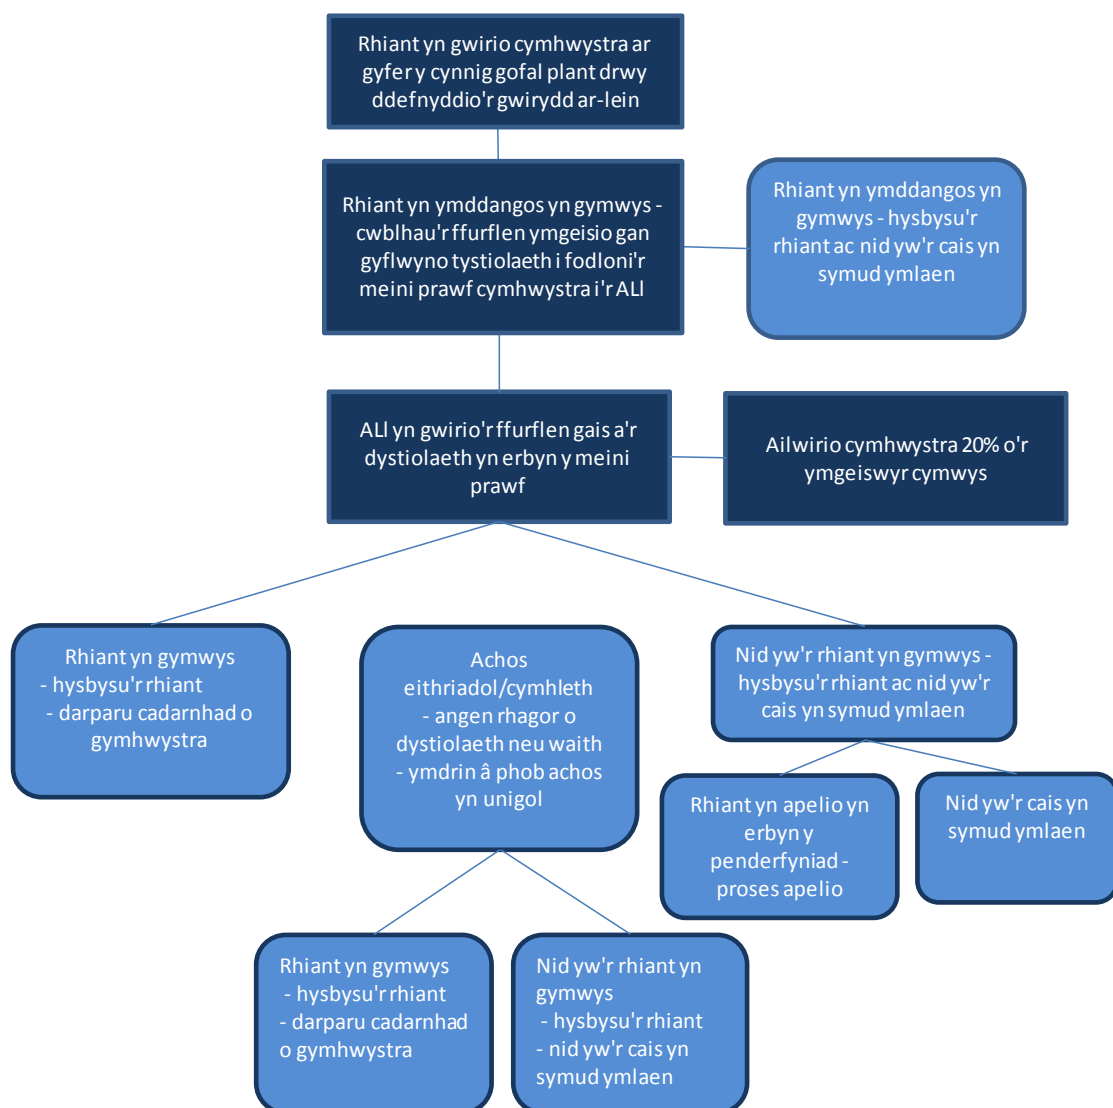 Rhiant yn gwirio cymhwystra ar
gyfer y cynnig gofal plant drwy
ddefnyddio'r gwirydd ar-lein
Rhiant yn ymddangos yn gymwys -
cwblhau'r ffurflen ymgeisio gan
gyflwyno tystiolaeth i fodloni'r
meini prawf cymhwystra i'r ALl
Rhiant yn ymddangos yn
gymwys - hysbysu'r
rhiant ac nid yw'r cais yn
symud ymlaen
ALl yn gwirio'r ffurflen gais a'r
dystiolaeth yn erbyn y meini
prawf
Ailwirio cymhwystra 20% o'r
ymgeiswyr cymwys
Rhiant yn gymwys
- hysbysu'r rhiant
- darparu cadarnhad o
gymhwystra
Achos
eithriadol/cymhleth
- angen rhagor o
dystiolaeth neu waith
- ymdrin â phob achos
yn unigol
Nid yw'r rhiant yn gymwys -
hysbysu'r rhiant ac nid yw'r
cais yn symud ymlaen
Rhiant yn apelio yn
erbyn y
penderfyniad -
proses apelio
Nid yw'r cais yn
symud ymlaen
Rhiant yn gymwys
- hysbysu'r rhiant
- darparu cadarnhad
o gymhwystra
Nid yw'r rhiant yn
gymwys
- hysbysu'r rhiant
- nid yw'r cais yn
symud ymlaen